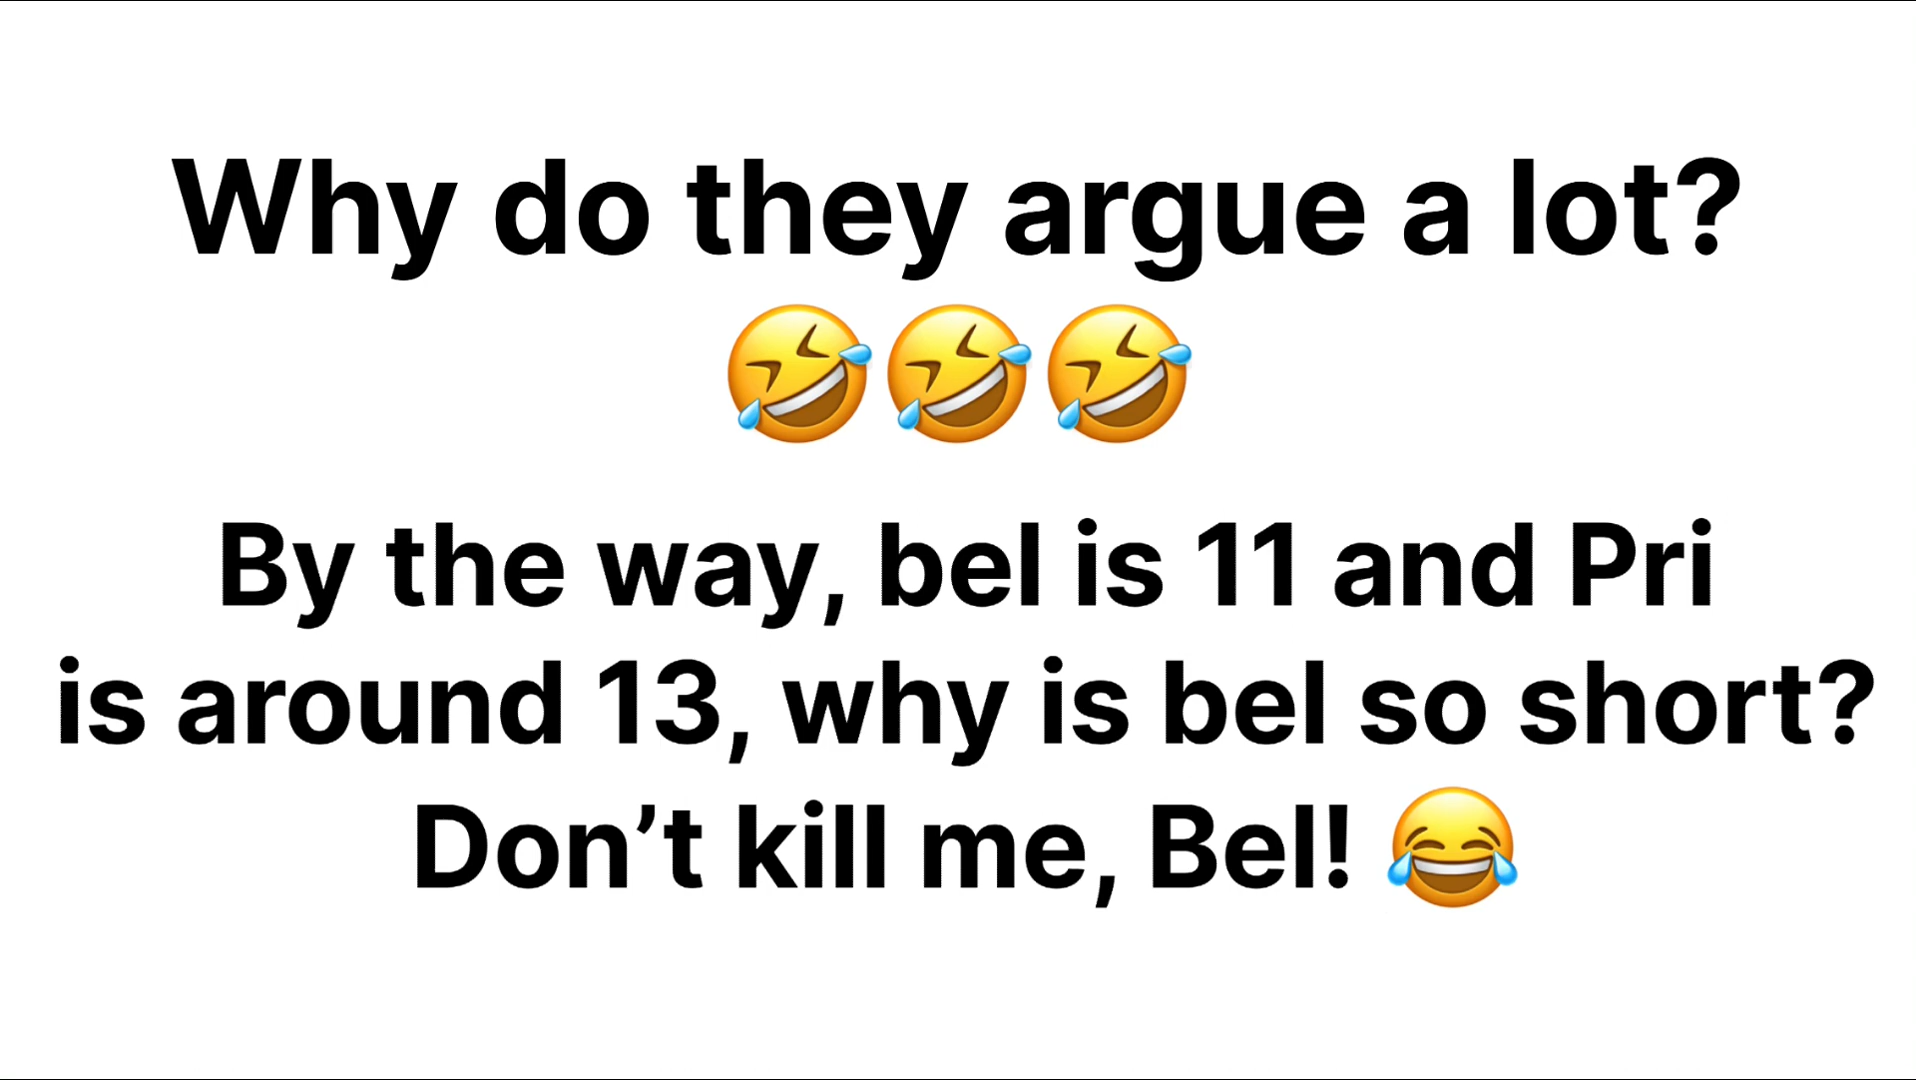 Why do they argue a lot?
🤣🤣🤣
By the way, bel is 11 and Pri
is around 13, why is bel so short?
Don’t kill me, Bel! 😂